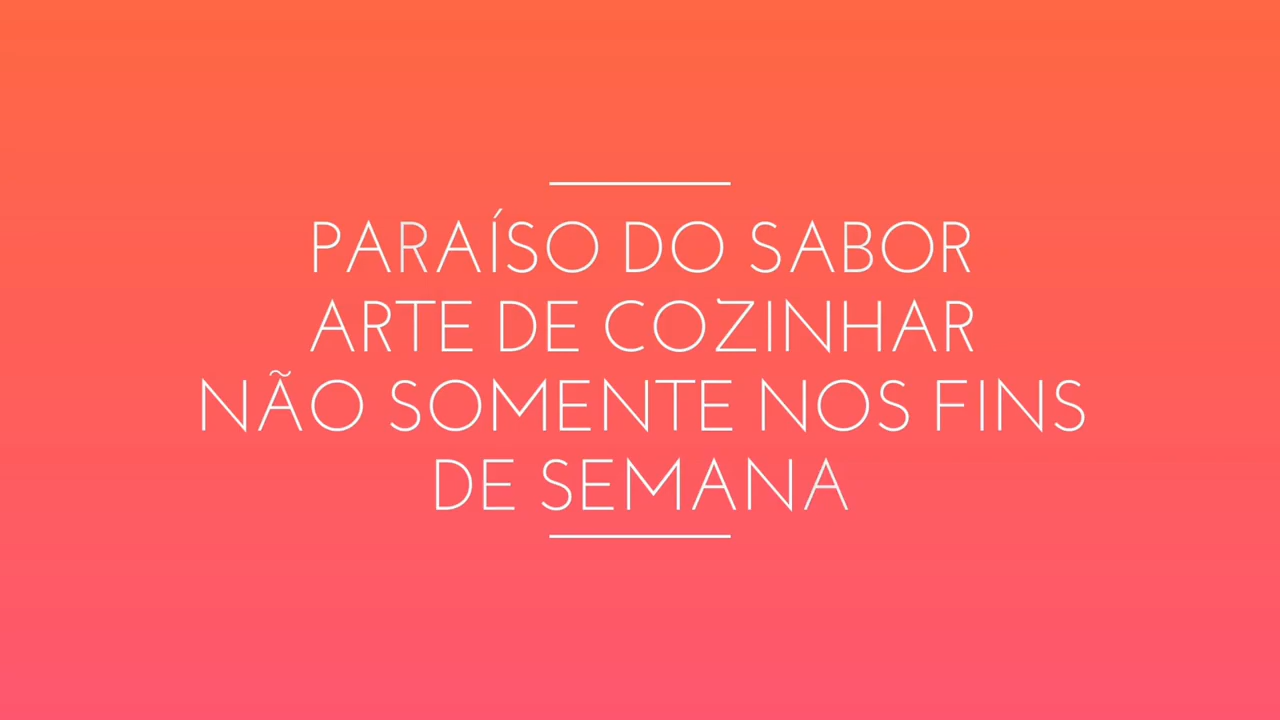 PARAÍSO DO SABOR
ARTE DE COZINHAR
NÃO SOMENTE NOS FINS
DE SEMANA